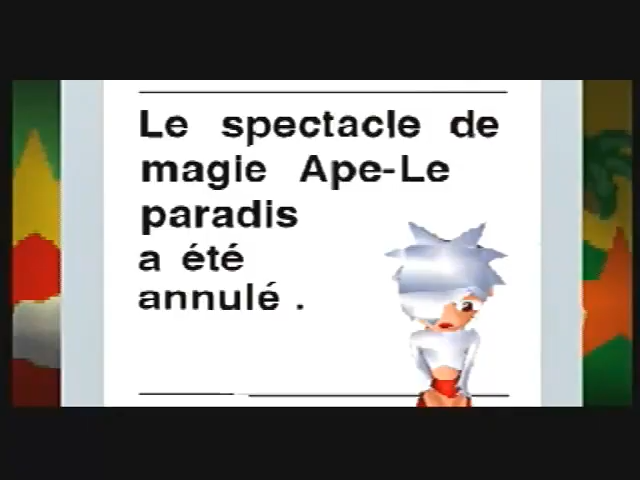 Le spectacle de
magie Ape-Le
paradis
a été
annulé .